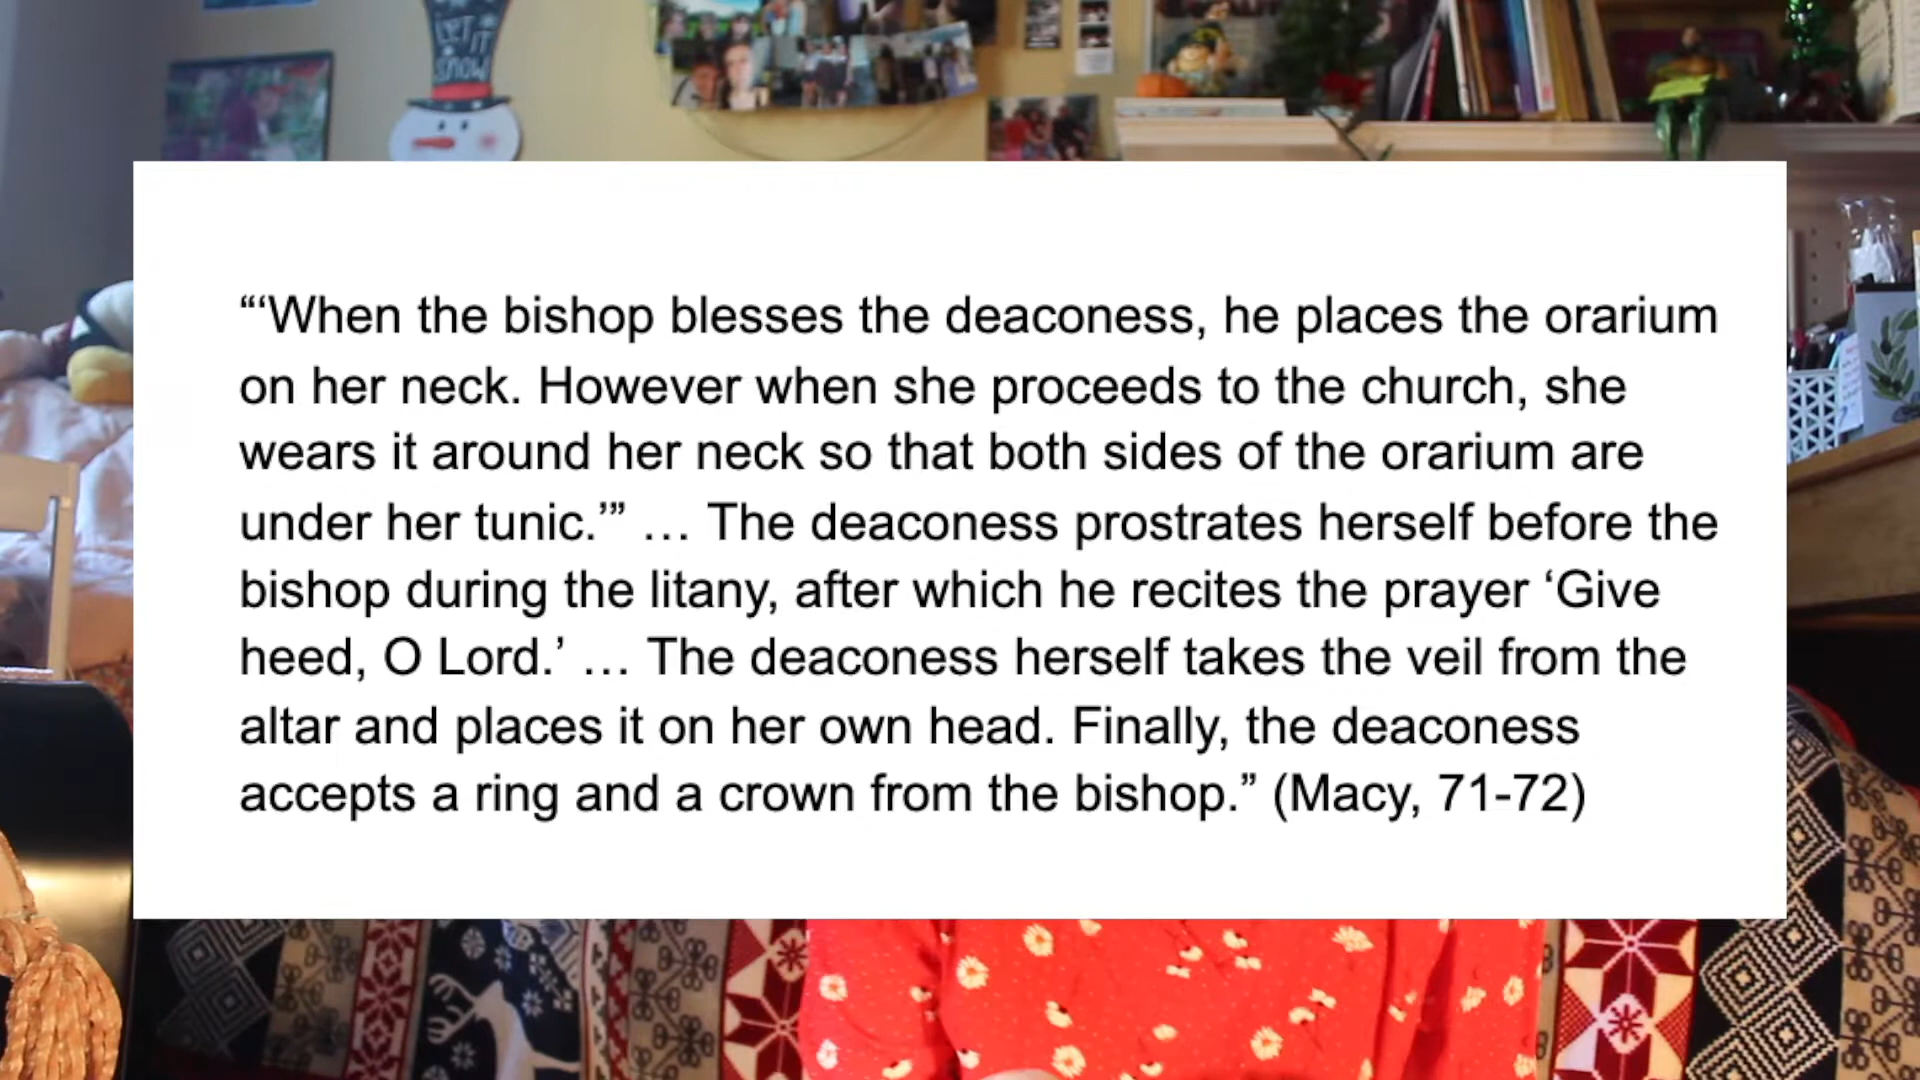 LET IT
snow
“‘When the bishop blesses the deaconess, he places the orarium
on her neck. However when she proceeds to the church, she
wears it around her neck so that both sides of the orarium are
under her tunic.’” … The deaconess prostrates herself before the
bishop during the litany, after which he recites the prayer ‘Give
heed, O Lord.’ … The deaconess herself takes the veil from the
altar and places it on her own head. Finally, the deaconess
accepts a ring and a crown from the bishop.” (Macy, 71-72)